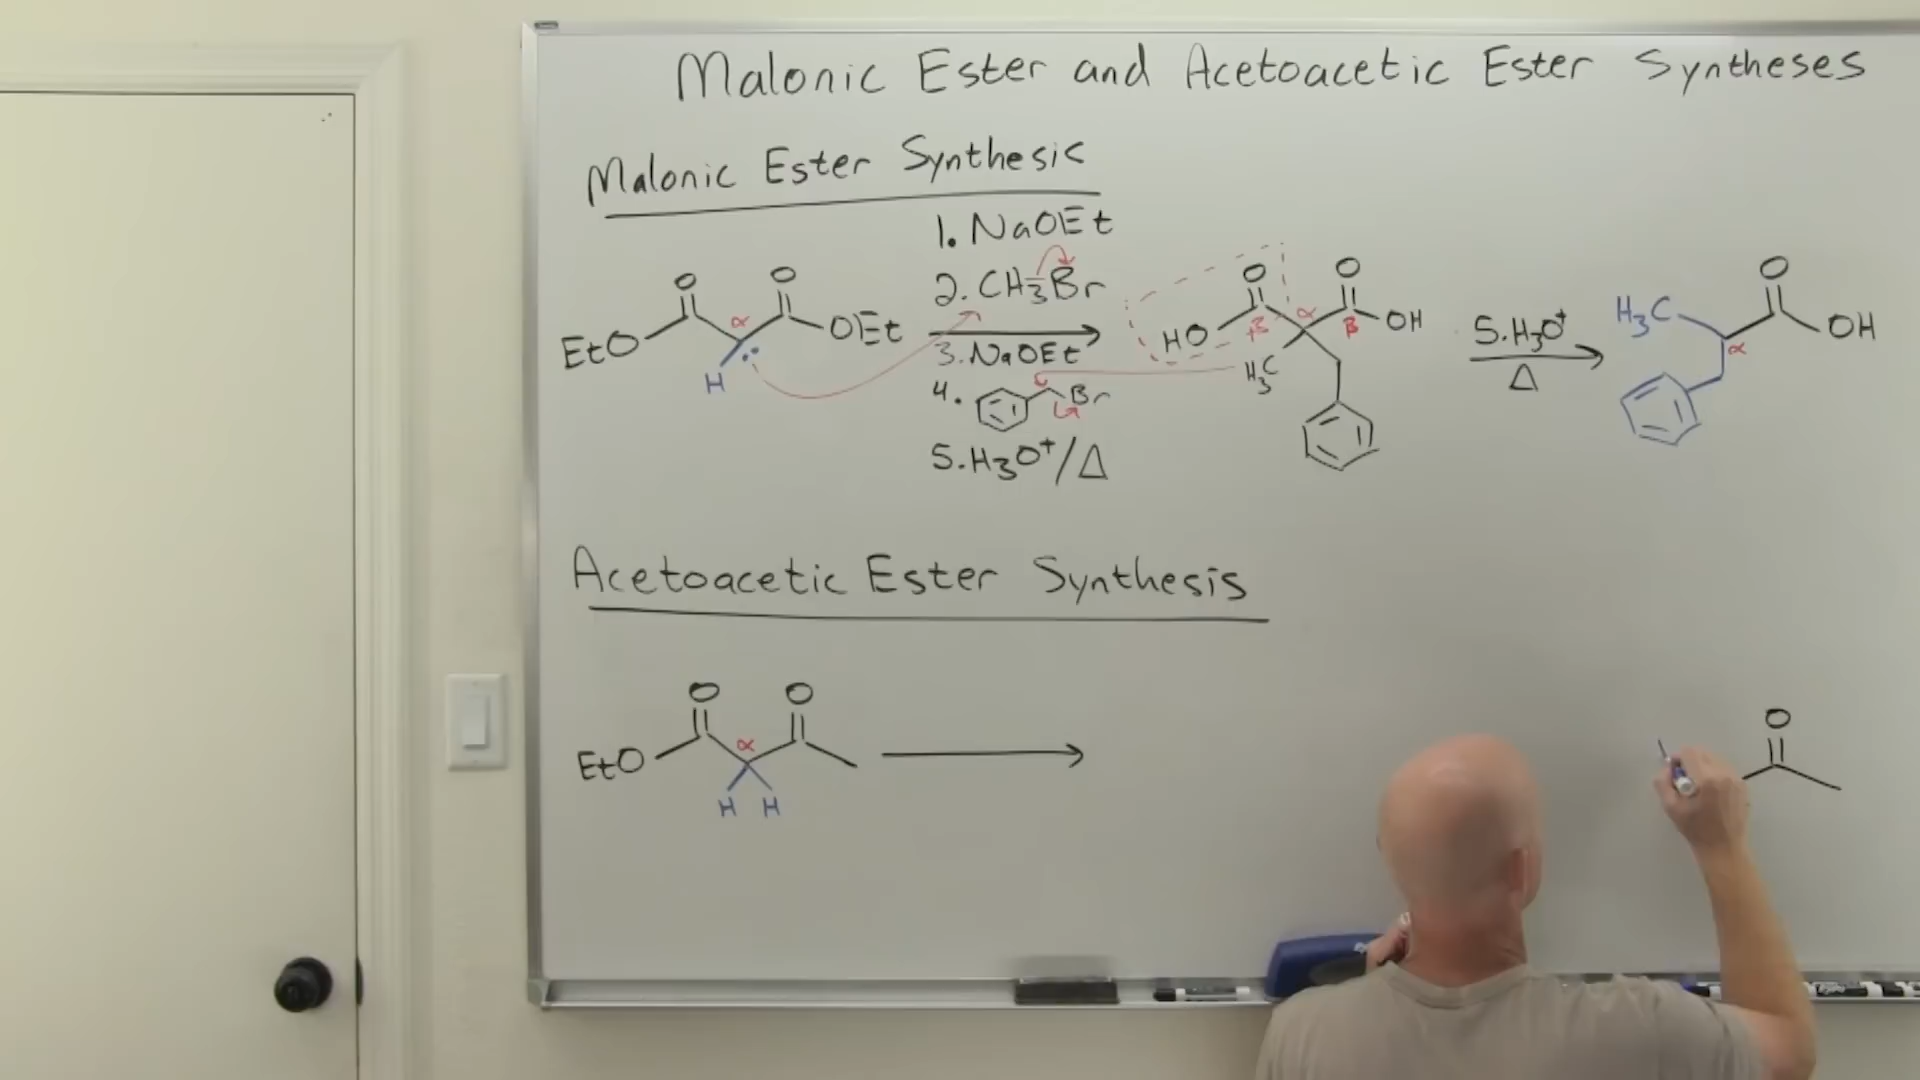 Malonic Ester and Acetoacetic Ester Syntheses
Malonic Ester Synthesis
1. NaOEt
2. CH3Br
3. NaOEt
4. Br
5. H3O+/Δ
O O
EtO α OEt
H
O O
HO β α β OH
H3C
5. H3O+
Δ
O
H3C α OH
Acetoacetic Ester Synthesis
O O
EtO α
H H
O